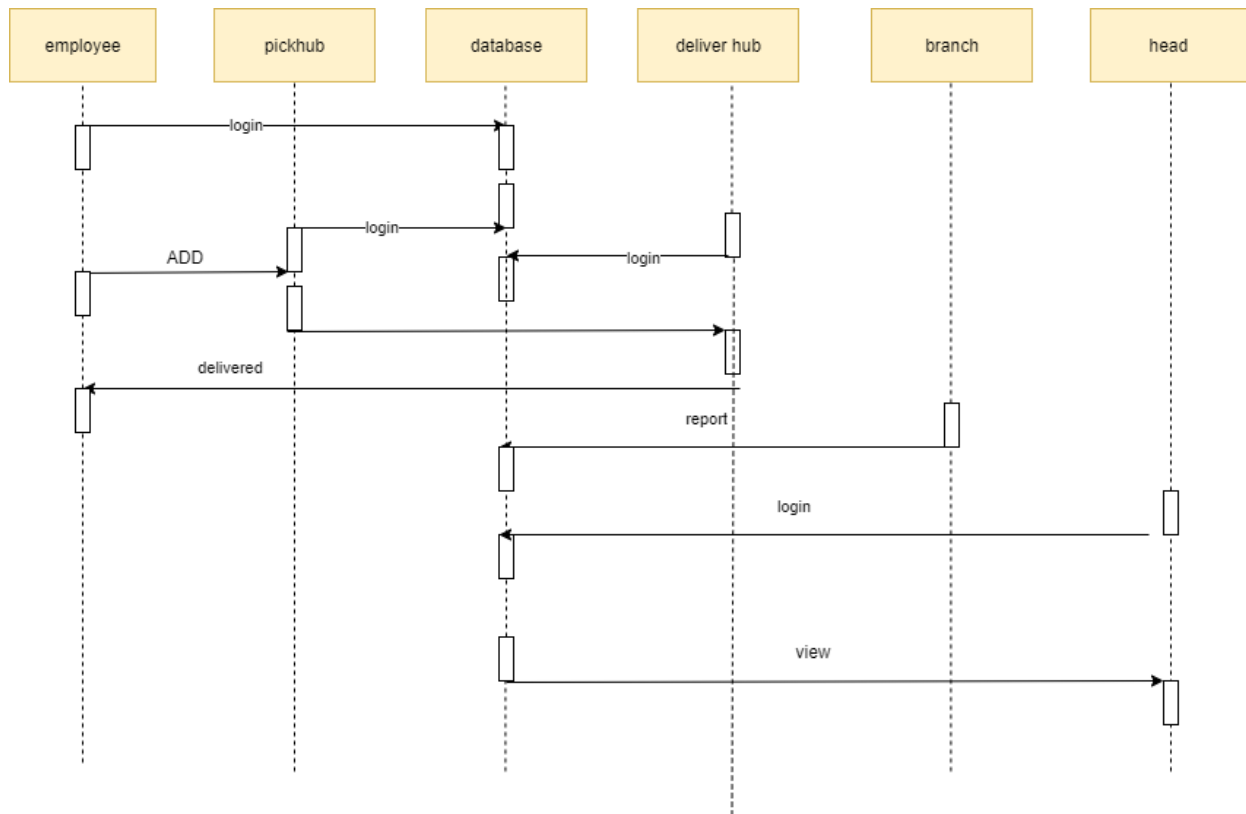 employee
pickhub
database
deliver hub
branch
head
login
login
login
ADD
delivered
report
login
view